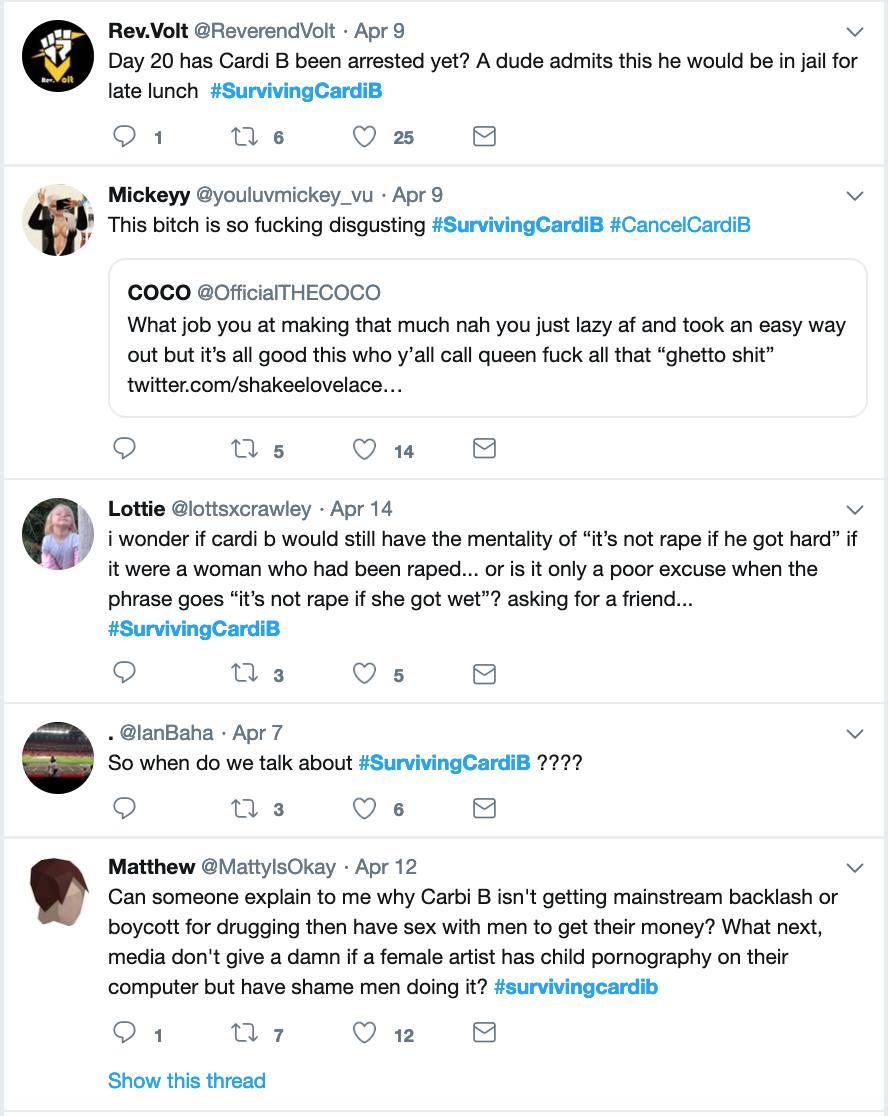 Rev.Volt @ReverendVolt · Apr 9
Day 20 has Cardi B been arrested yet? A dude admits this he would be in jail for
late lunch #SurvivingCardiB
1 6 25
Mickeyy @youluvmickey_vu · Apr 9
This bitch is so fucking disgusting #SurvivingCardiB #CancelCardiB
COCO @OfficialTHECOCO
What job you at making that much nah you just lazy af and took an easy way
out but it’s all good this who y’all call queen fuck all that “ghetto shit”
twitter.com/shakeelovelace…
5 14
Lottie @lottsxcrawley · Apr 14
i wonder if cardi b would still have the mentality of “it’s not rape if he got hard” if
it were a woman who had been raped... or is it only a poor excuse when the
phrase goes “it’s not rape if she got wet”? asking for a friend...
#SurvivingCardiB
3 5
. @IanBaha · Apr 7
So when do we talk about #SurvivingCardiB ????
3 6
Matthew @MattyIsOkay · Apr 12
Can someone explain to me why Carbi B isn't getting mainstream backlash or
boycott for drugging then have sex with men to get their money? What next,
media don't give a damn if a female artist has child pornography on their
computer but have shame men doing it? #survivingcardib
1 7 12
Show this thread
Rev. olt